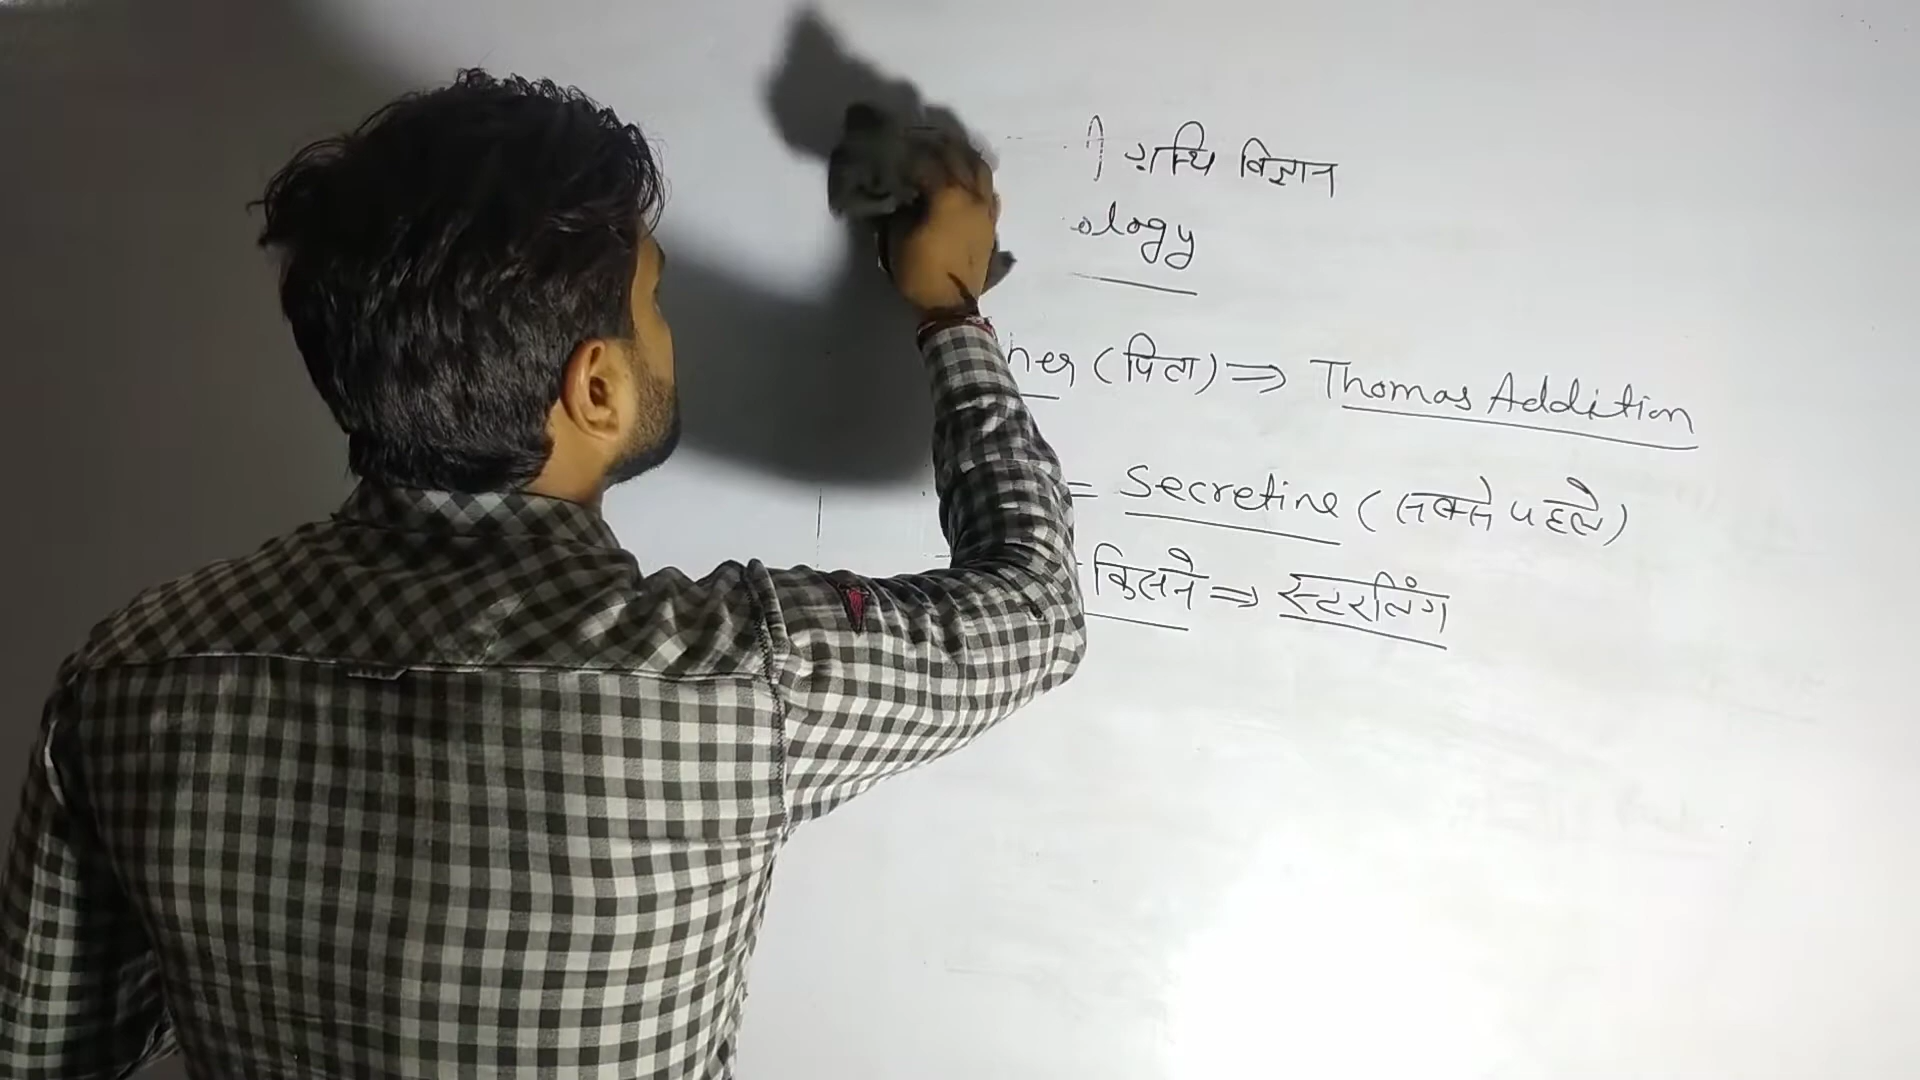 ग्रन्थि विज्ञान
ology
her (पिता) ⇒ Thomas Addition
= Secretine (सबसे पहले)
किसने ⇒ स्टरलिंग